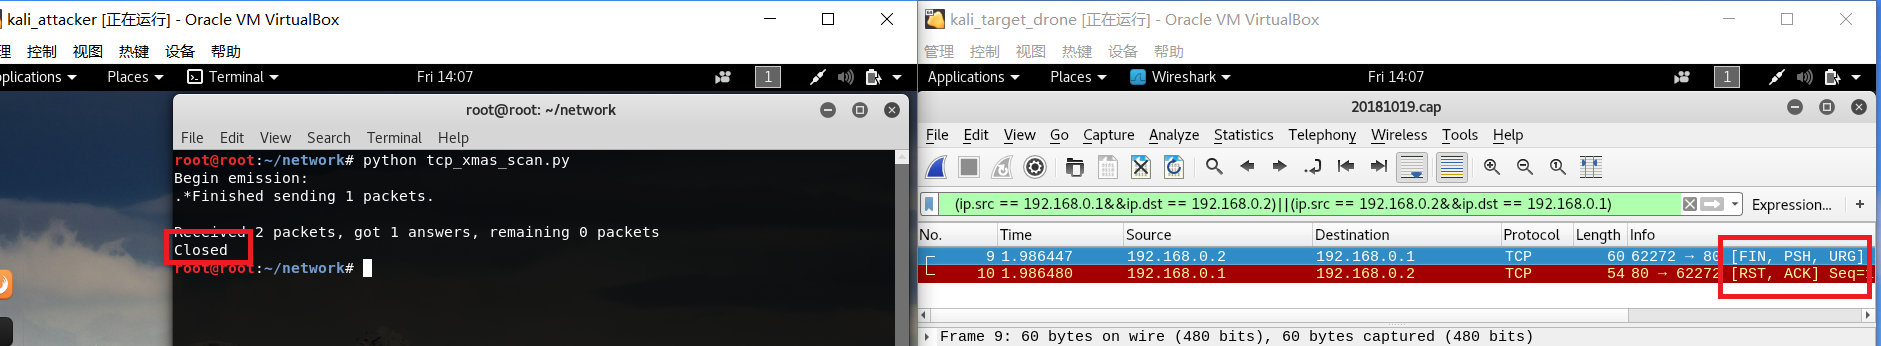 kali_attacker [正在运行] - Oracle VM VirtualBox
理 控制 视图 热键 设备 帮助
pplications Places Terminal Fri 14:07 1
root@root: ~/network
File Edit View Search Terminal Help
root@root:~/network# python tcp_xmas_scan.py
Begin emission:
.*Finished sending 1 packets.
Received 2 packets, got 1 answers, remaining 0 packets
Closed
root@root:~/network#
kali_target_drone [正在运行] - Oracle VM VirtualBox
管理 控制 视图 热键 设备 帮助
Applications Places Wireshark Fri 14:07 1
20181019.cap
File Edit View Go Capture Analyze Statistics Telephony Wireless Tools Help
(ip.src == 192.168.0.1&&ip.dst == 192.168.0.2)||(ip.src == 192.168.0.2&&ip.dst == 192.168.0.1) Expression... +
No. Time Source Destination Protocol Length Info
9 1.986447 192.168.0.2 192.168.0.1 TCP 60 62272 → 80 [FIN, PSH, URG]
10 1.986480 192.168.0.1 192.168.0.2 TCP 54 80 → 62272 [RST, ACK] Seq=1
Frame 9: 60 bytes on wire (480 bits), 60 bytes captured (480 bits)